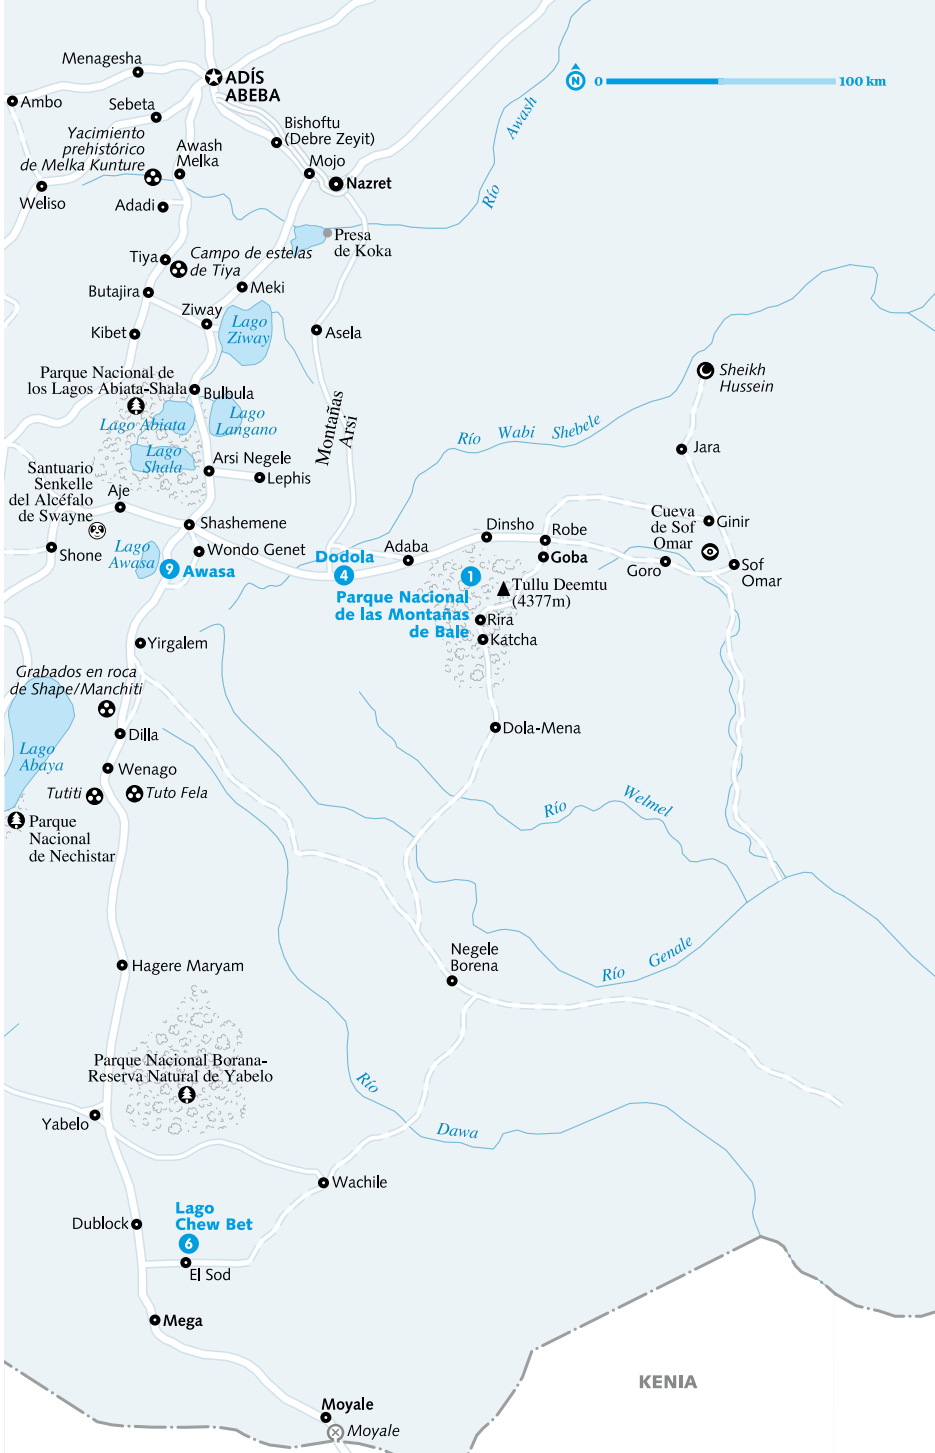 Menagesha
ADÍS
ABEBA
0
100 km
N
Ambo
Sebeta
Río Awash
Bishoftu
(Debre Zeyit)
Yacimiento
prehistórico
de Melka Kunture
Awash
Melka
Mojo
Nazret
Weliso
Adadi
Presa
de Koka
Tiya
Campo de estelas
de Tiya
Butajira
Meki
Ziway
Lago
Ziway
Kibet
Asela
Parque Nacional de
los Lagos Abiata-Shala
Bulbula
Sheikh
Hussein
Lago Abiata
Lago
Langano
Montañas
Arsi
Río Wabi Shebele
Lago
Shala
Arsi Negele
Jara
Santuario
Senkelle
del Alcéfalo
de Swayne
Aje
Lephis
Shashemene
Dinsho
Robe
Cueva
de Sof
Omar
Ginir
Shone
Lago
Awasa
Wondo Genet
9 Awasa
Dodola
4
Adaba
Goba
Goro
Sof
Omar
1
Parque Nacional
de las Montañas
de Bale
Tullu Deemtu
(4377m)
Rira
Katcha
Yirgalem
Grabados en roca
de Shape/Manchiti
Dilla
Dola-Mena
Lago
Abaya
Wenago
Tutiti
Tuto Fela
Río Welmel
Parque
Nacional
de Nechistar
Negele
Borena
Río Genale
Hagere Maryam
Parque Nacional Borana-
Reserva Natural de Yabelo
Río Dawa
Yabelo
Wachile
Lago
Chew Bet
6
Dublock
El Sod
Mega
KENIA
Moyale
Moyale